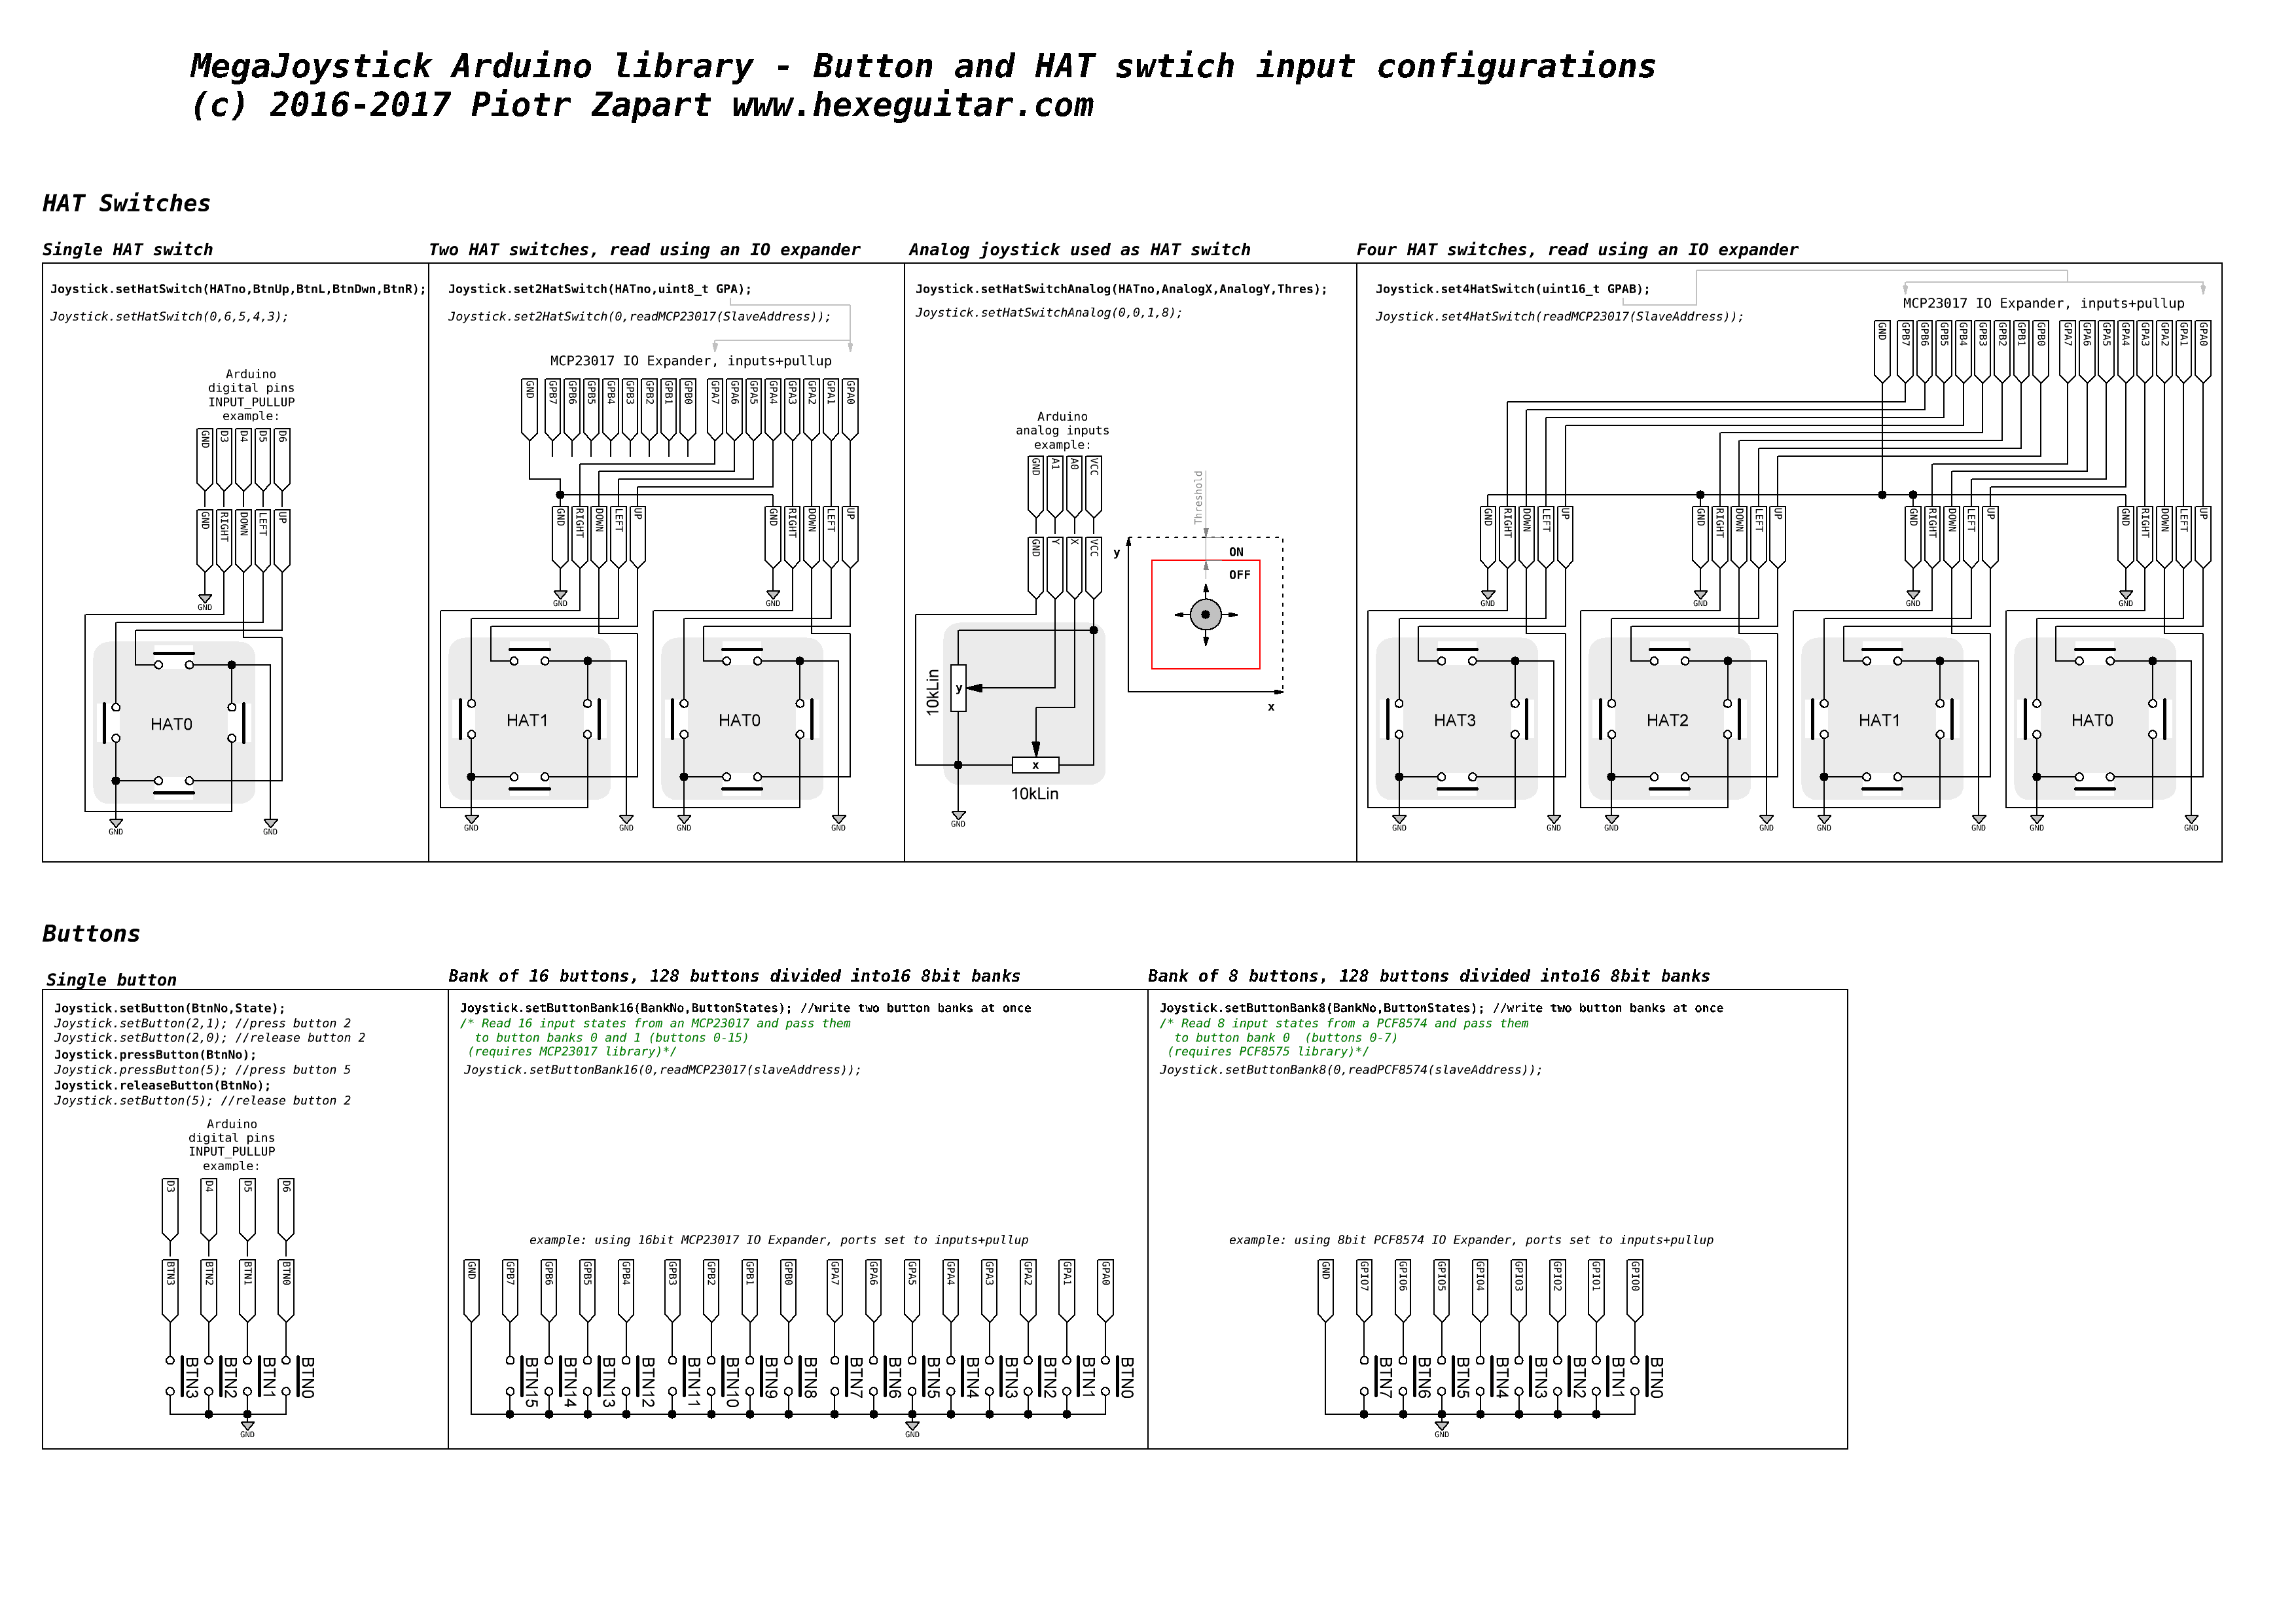 MegaJoystick Arduino library - Button and HAT swtich input configurations
(c) 2016-2017 Piotr Zapart www.hexeguitar.com
HAT Switches
Single HAT switch
Joystick.setHatSwitch(HATno,BtnUp,BtnL,BtnDwn,BtnR);
Joystick.setHatSwitch(0,6,5,4,3);
Arduino
digital pins
INPUT_PULLUP
example:
GND D3 D4 D5 D6
GND RIGHT DOWN LEFT UP
GND
HAT0
GND GND
Two HAT switches, read using an IO expander
Joystick.set2HatSwitch(HATno,uint8_t GPA);
Joystick.set2HatSwitch(0,readMCP23017(SlaveAddress));
MCP23017 IO Expander, inputs+pullup
GND GPB7 GPB6 GPB5 GPB4 GPB3 GPB2 GPB1 GPB0 GPA7 GPA6 GPA5 GPA4 GPA3 GPA2 GPA1 GPA0
GND RIGHT DOWN LEFT UP GND RIGHT DOWN LEFT UP
GND GND
HAT1 HAT0
GND GND GND GND
Analog joystick used as HAT switch
Joystick.setHatSwitchAnalog(HATno,AnalogX,AnalogY,Thres);
Joystick.setHatSwitchAnalog(0,0,1,8);
Arduino
analog inputs
example:
GND A1 A0 VCC
GND Y X VCC
10kLin
y
x
10kLin
GND
Threshold
y
ON
OFF
x
Four HAT switches, read using an IO expander
Joystick.set4HatSwitch(uint16_t GPAB);
Joystick.set4HatSwitch(readMCP23017(SlaveAddress));
MCP23017 IO Expander, inputs+pullup
GND GPB7 GPB6 GPB5 GPB4 GPB3 GPB2 GPB1 GPB0 GPA7 GPA6 GPA5 GPA4 GPA3 GPA2 GPA1 GPA0
GND RIGHT DOWN LEFT UP GND RIGHT DOWN LEFT UP GND RIGHT DOWN LEFT UP GND RIGHT DOWN LEFT UP
GND GND GND GND
HAT3 HAT2 HAT1 HAT0
GND GND GND GND GND GND GND GND
Buttons
Single button
Joystick.setButton(BtnNo,State);
Joystick.setButton(2,1); //press button 2
Joystick.setButton(2,0); //release button 2
Joystick.pressButton(BtnNo);
Joystick.pressButton(5); //press button 5
Joystick.releaseButton(BtnNo);
Joystick.setButton(5); //release button 2
Arduino
digital pins
INPUT_PULLUP
example:
D3 D4 D5 D6
BTN3 BTN2 BTN1 BTN0
BTN3 BTN2 BTN1 BTN0
GND
Bank of 16 buttons, 128 buttons divided into16 8bit banks
Joystick.setButtonBank16(BankNo,ButtonStates); //write two button banks at once
/* Read 16 input states from an MCP23017 and pass them
to button banks 0 and 1 (buttons 0-15)
(requires MCP23017 library)*/
Joystick.setButtonBank16(0,readMCP23017(slaveAddress));
example: using 16bit MCP23017 IO Expander, ports set to inputs+pullup
GND GPB7 GPB6 GPB5 GPB4 GPB3 GPB2 GPB1 GPB0 GPA7 GPA6 GPA5 GPA4 GPA3 GPA2 GPA1 GPA0
BTN15 BTN14 BTN13 BTN12 BTN11 BTN10 BTN9 BTN8 BTN7 BTN6 BTN5 BTN4 BTN3 BTN2 BTN1 BTN0
GND
Bank of 8 buttons, 128 buttons divided into16 8bit banks
Joystick.setButtonBank8(BankNo,ButtonStates); //write two button banks at once
/* Read 8 input states from a PCF8574 and pass them
to button bank 0  (buttons 0-7)
(requires PCF8575 library)*/
Joystick.setButtonBank8(0,readPCF8574(slaveAddress));
example: using 8bit PCF8574 IO Expander, ports set to inputs+pullup
GND GPIO7 GPIO6 GPIO5 GPIO4 GPIO3 GPIO2 GPIO1 GPIO0
BTN7 BTN6 BTN5 BTN4 BTN3 BTN2 BTN1 BTN0
GND